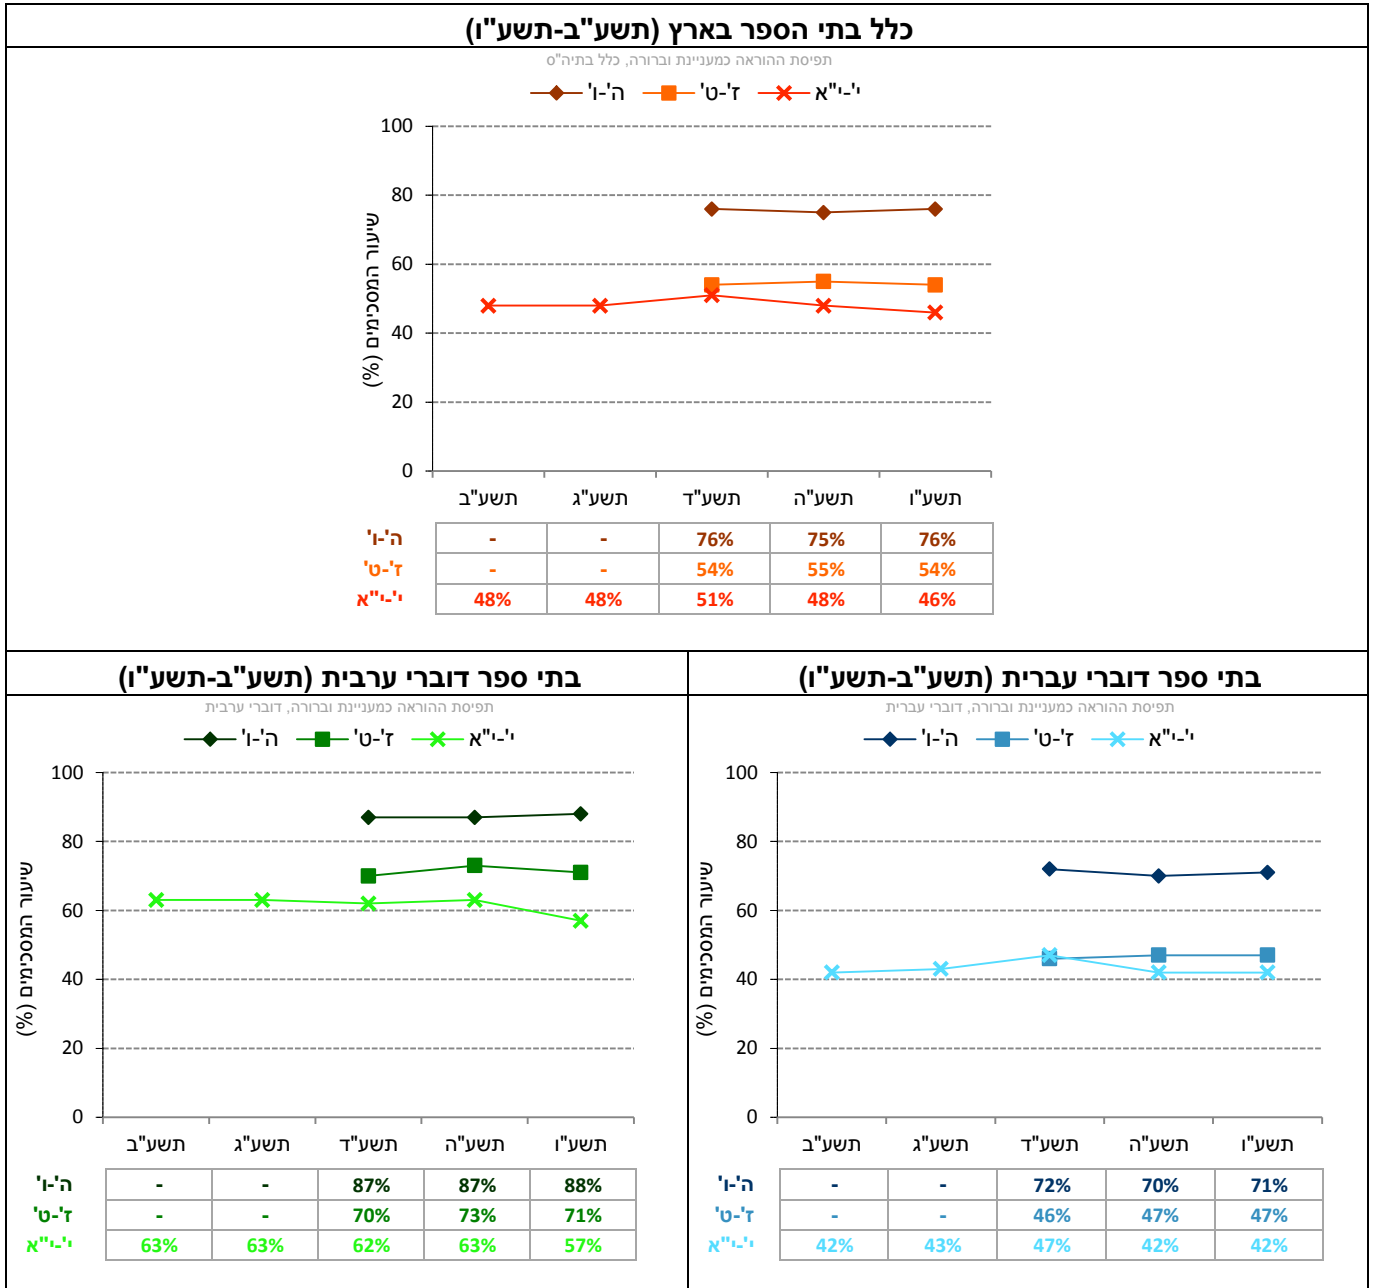 כלל בתי הספר בארץ (תשע"ב-תשע"ו)
תפיסת ההוראה כמעניינת וברורה, כלל בתיה"ס
ה'-ו' ז'-ט' י'-י"א
שיעור המסכימים (%)
100
80
60
40
20
0
תשע"ב תשע"ג תשע"ד תשע"ה תשע"ו
ה'-ו' - - 76% 75% 76%
ז'-ט' - - 54% 55% 54%
י'-י"א 48% 48% 51% 48% 46%
בתי ספר דוברי עברית (תשע"ב-תשע"ו)
תפיסת ההוראה כמעניינת וברורה, דוברי עברית
ה'-ו' ז'-ט' י'-י"א
שיעור המסכימים (%)
100
80
60
40
20
0
תשע"ב תשע"ג תשע"ד תשע"ה תשע"ו
ה'-ו' - - 72% 70% 71%
ז'-ט' - - 46% 47% 47%
י'-י"א 42% 43% 47% 42% 42%
בתי ספר דוברי ערבית (תשע"ב-תשע"ו)
תפיסת ההוראה כמעניינת וברורה, דוברי ערבית
ה'-ו' ז'-ט' י'-י"א
שיעור המסכימים (%)
100
80
60
40
20
0
תשע"ב תשע"ג תשע"ד תשע"ה תשע"ו
ה'-ו' - - 87% 87% 88%
ז'-ט' - - 70% 73% 71%
י'-י"א 63% 63% 62% 63% 57%